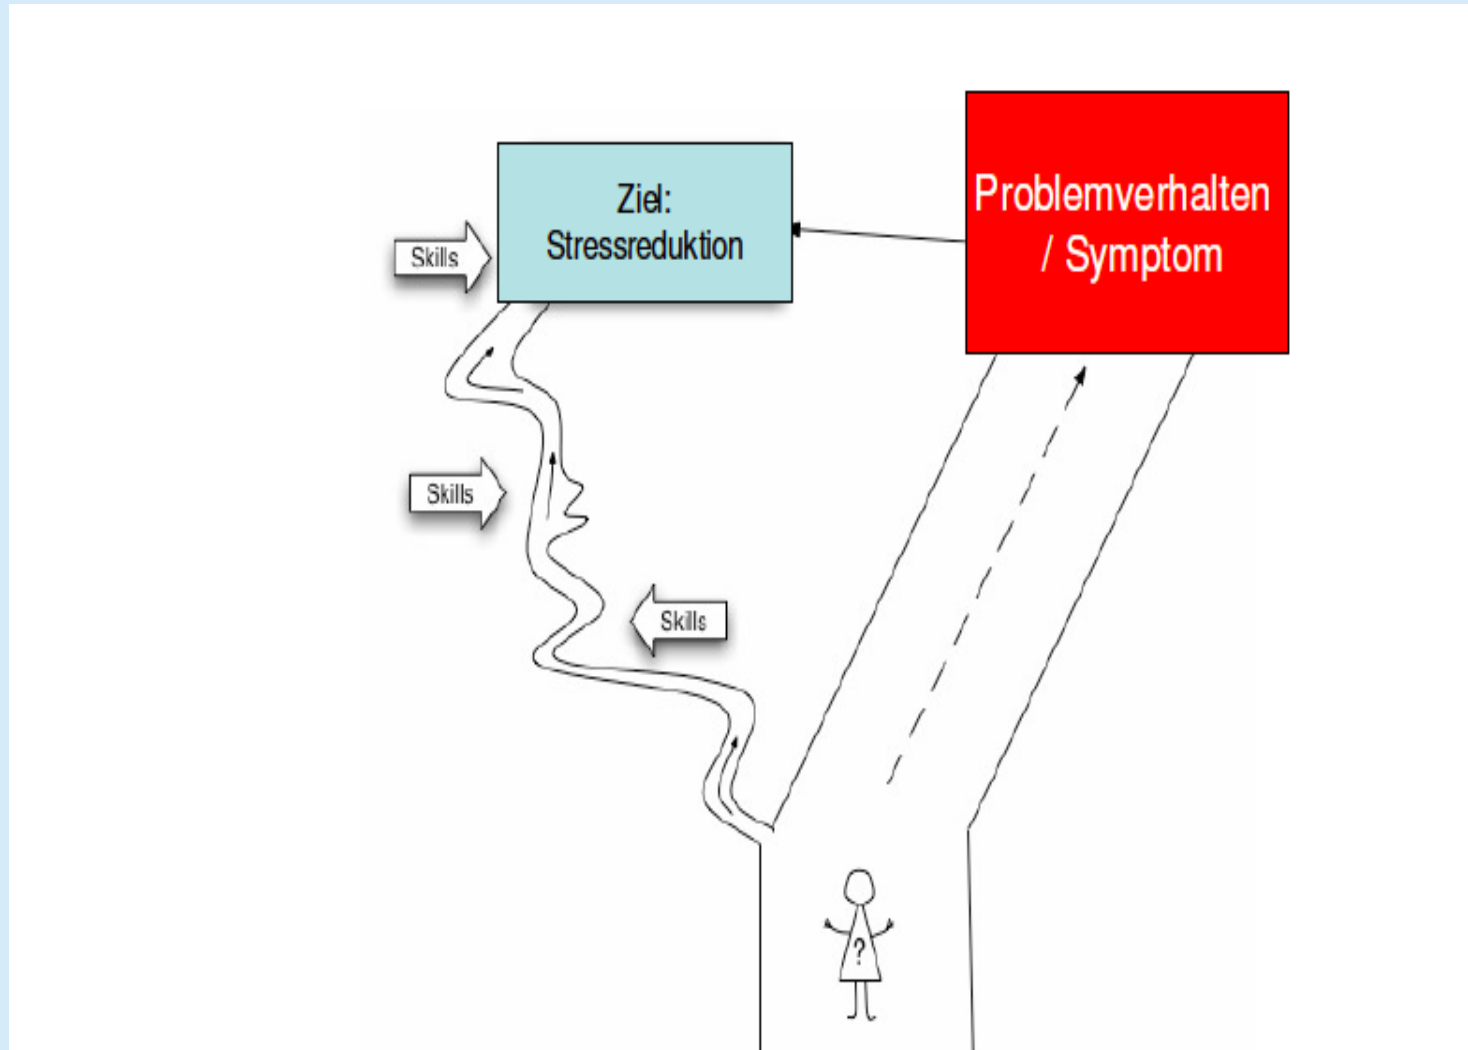 Ziel:
Stressreduktion
Problemverhalten
/ Symptom
Skills
Skills
Skills
?